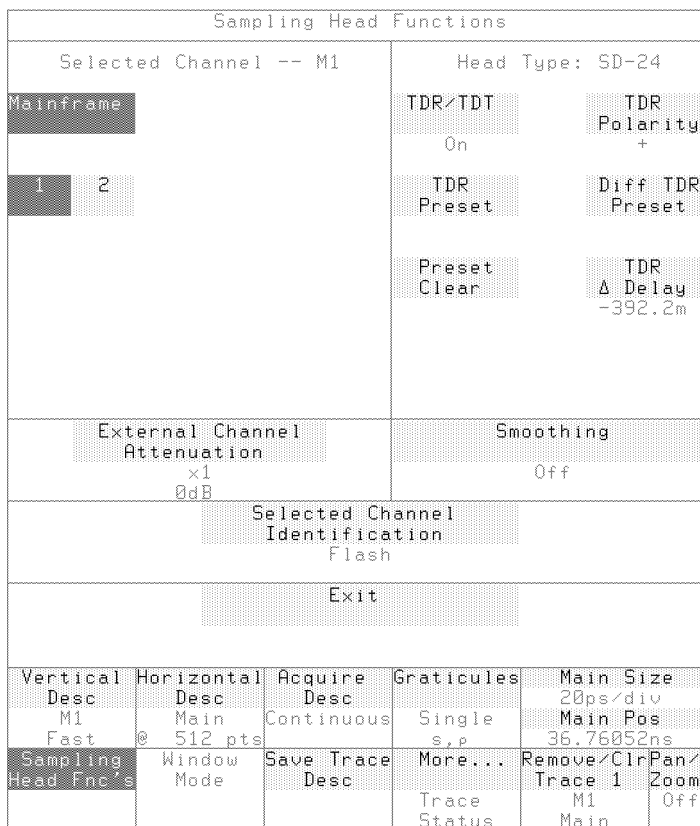 Sampling Head Functions
Selected Channel -- M1
Head Type: SD-24
Mainframe
TDR/TDT
On
TDR
Polarity
+
1 2
TDR
Preset
Diff TDR
Preset
Preset
Clear
TDR
Δ Delay
-392.2m
External Channel
Attenuation
×1
0dB
Smoothing
Off
Selected Channel
Identification
Flash
Exit
Vertical
Desc
M1
Fast
Horizontal
Desc
Main
@ 512 pts
Acquire
Desc
Continuous
Graticules
Single
s,ρ
Main Size
20ps/div
Main Pos
36.76052ns
Sampling
Head Fnc's
Window
Mode
Save Trace
Desc
More...
Trace
Status
Remove/Clr
Trace 1
M1
Main
Pan/
Zoom
Off